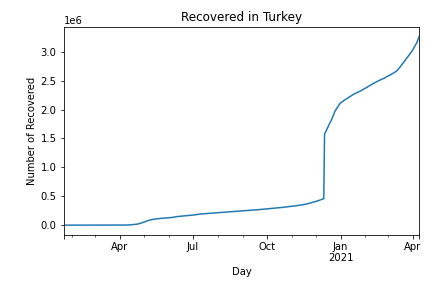 Recovered in Turkey
1e6
3.0
2.5
2.0
1.5
1.0
0.5
0.0
Number of Recovered
Apr
Jul
Oct
Jan
2021
Apr
Day